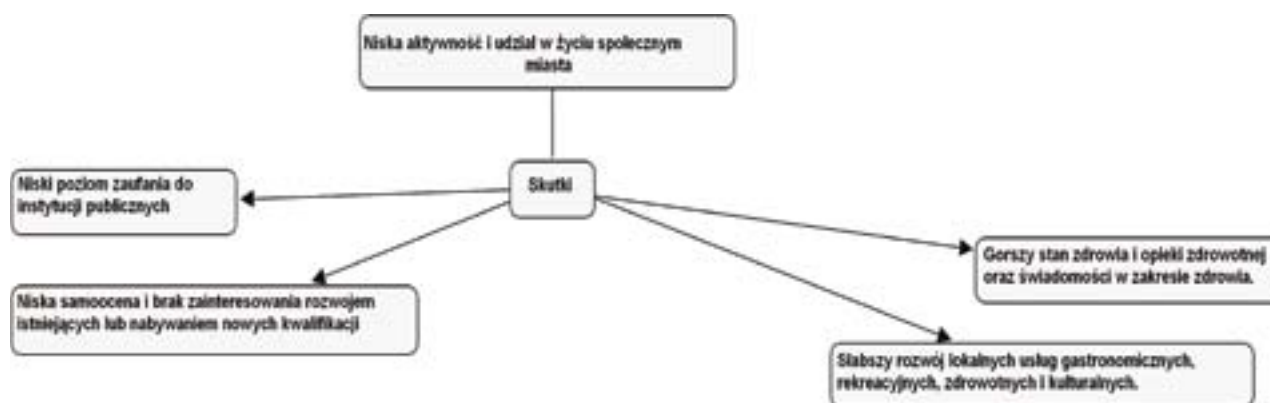 Niska aktywność i udział w życiu społecznym
miasta
Skutki
Niski poziom zaufania do
instytucji publicznych
Gorszy stan zdrowia i opieki zdrowotnej
oraz świadomości w zakresie zdrowia.
Niska samoocena i brak zainteresowania rozwojem
istniejących lub nabywaniem nowych kwalifikacji
Słabszy rozwój lokalnych usług gastronomicznych,
rekreacyjnych, zdrowotnych i kulturalnych.